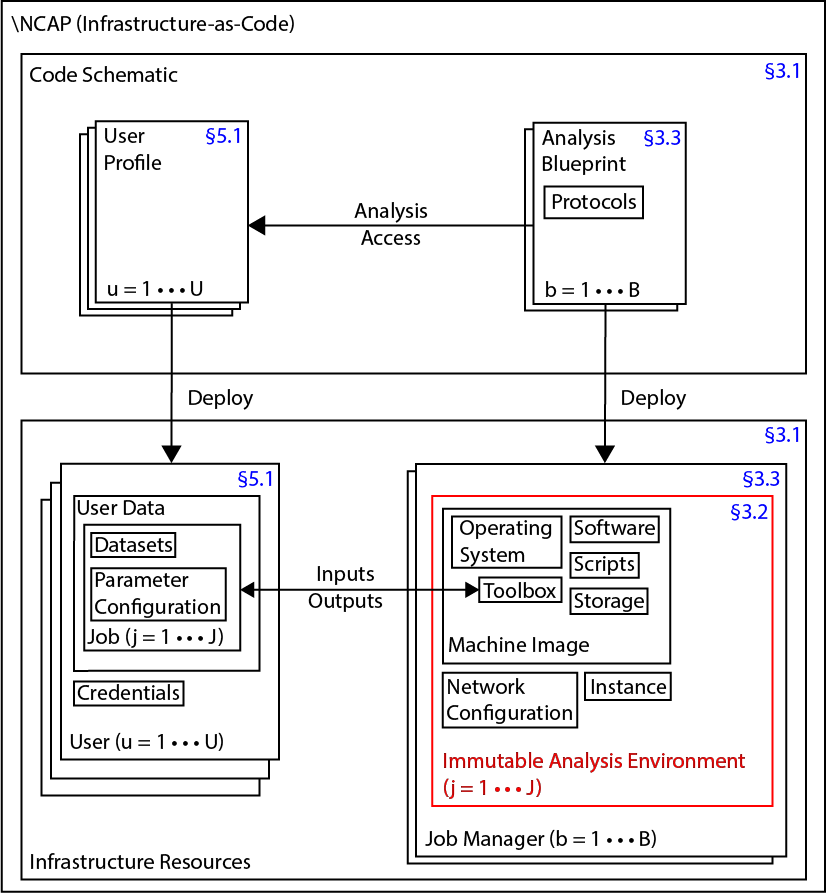 \NCAP (Infrastructure-as-Code)
Code Schematic
§3.1
User
Profile
§5.1
u = 1 • • • U
Analysis
Access
Analysis
Blueprint
§3.3
Protocols
b = 1 • • • B
Deploy
Deploy
§3.1
§5.1
User Data
Datasets
Parameter
Configuration
Job (j = 1 • • • J)
Credentials
User (u = 1 • • • U)
Inputs
Outputs
§3.3
§3.2
Operating
System
Software
Scripts
Toolbox
Storage
Machine Image
Network
Configuration
Instance
Immutable Analysis Environment
(j = 1 • • • J)
Job Manager (b = 1 • • • B)
Infrastructure Resources